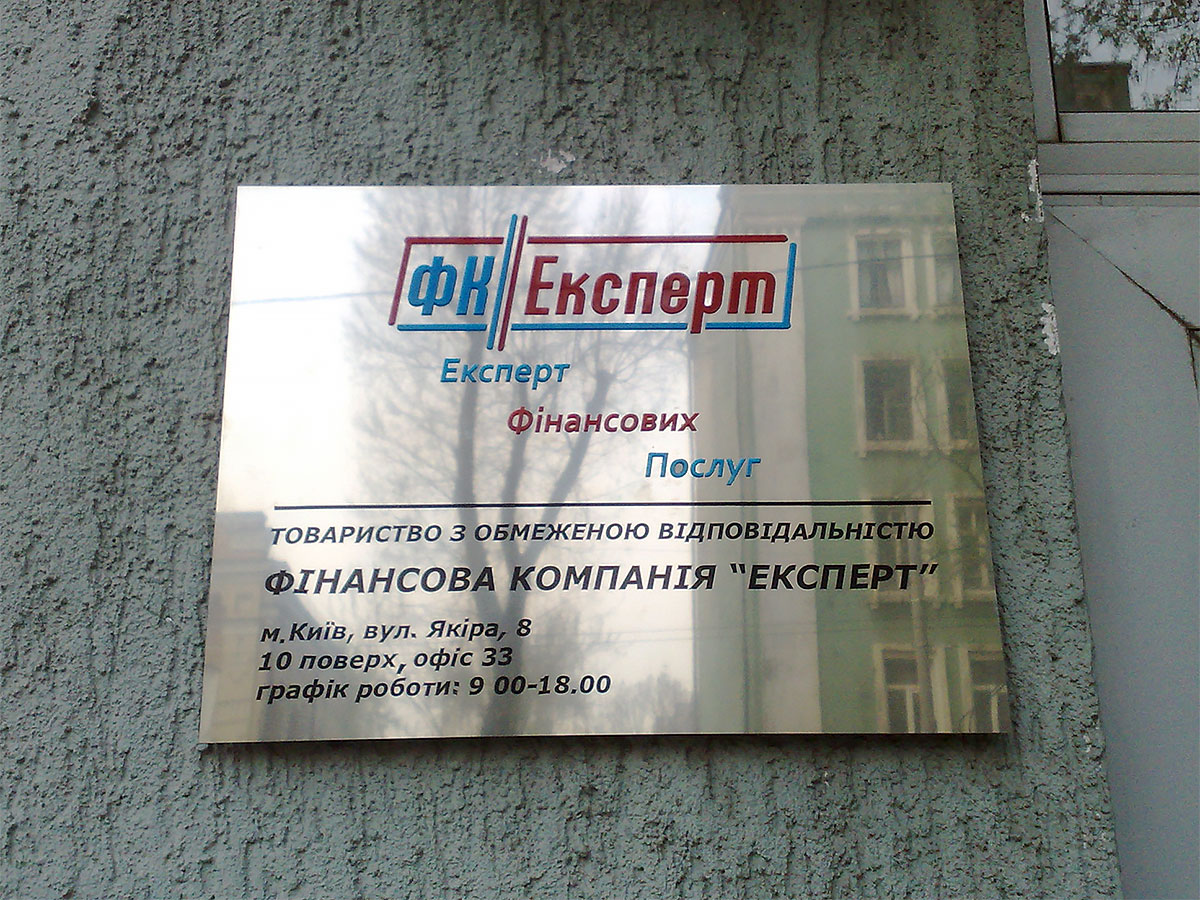 ФК Експерт
Експерт
Фінансових
Послуг
ТОВАРИСТВО З ОБМЕЖЕНОЮ ВІДПОВІДАЛЬНІСТЮ
ФІНАНСОВА КОМПАНІЯ “ЕКСПЕРТ”
м.Київ, вул. Якіра, 8
10 поверх, офіс 33
графік роботи: 9 00-18.00